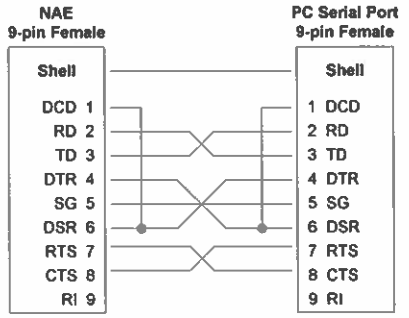 NAE
9-pin Female
PC Serial Port
9-pin Female
Shell
Shell
DCD 1
1 DCD
RD 2
2 RD
TD 3
3 TD
DTR 4
4 DTR
SG 5
5 SG
DSR 6
6 DSR
RTS 7
7 RTS
CTS 8
8 CTS
RI 9
9 RI